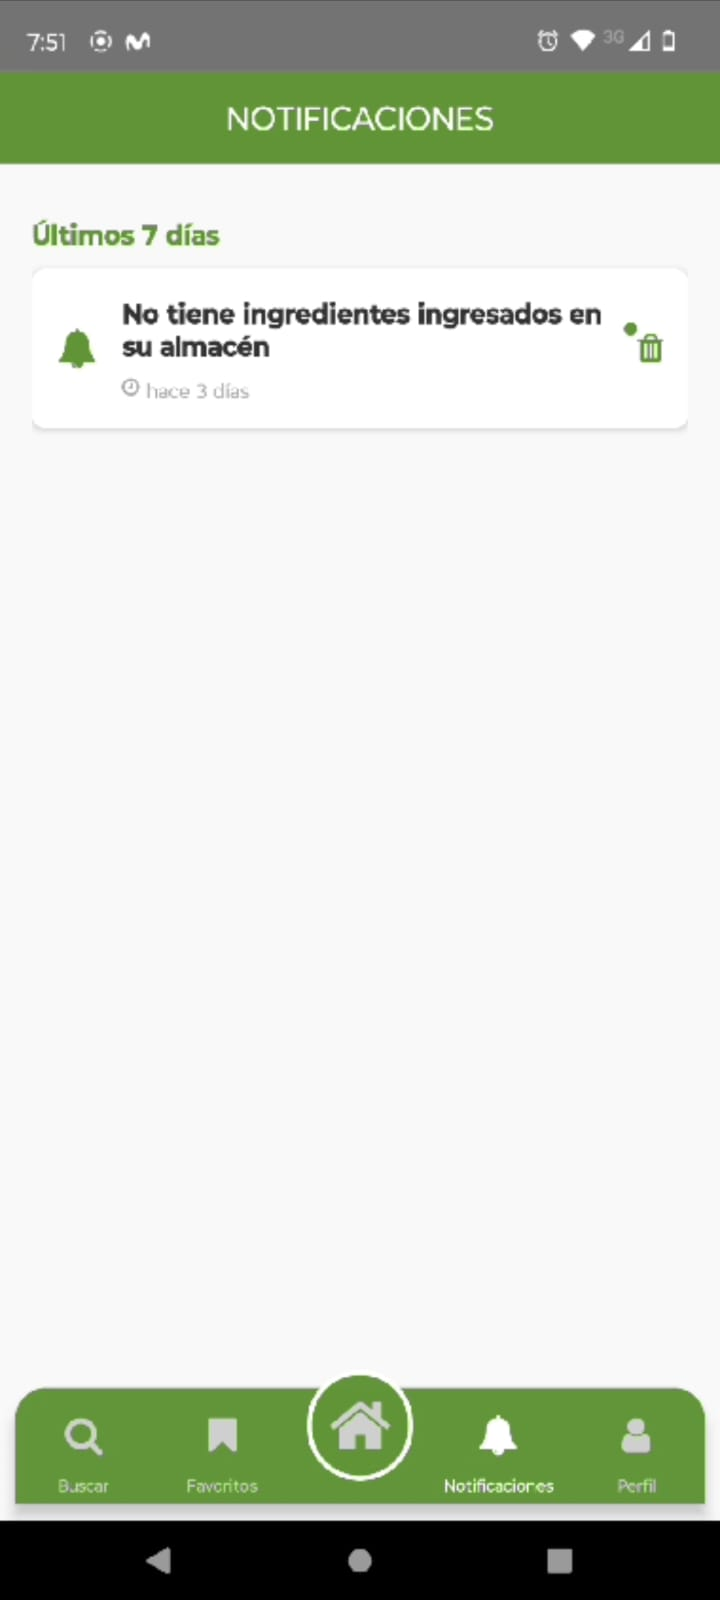 7:51 3G
NOTIFICACIONES
Últimos 7 días
No tiene ingredientes ingresados en
su almacén
hace 3 días
Buscar Favoritos Notificaciones Perfil